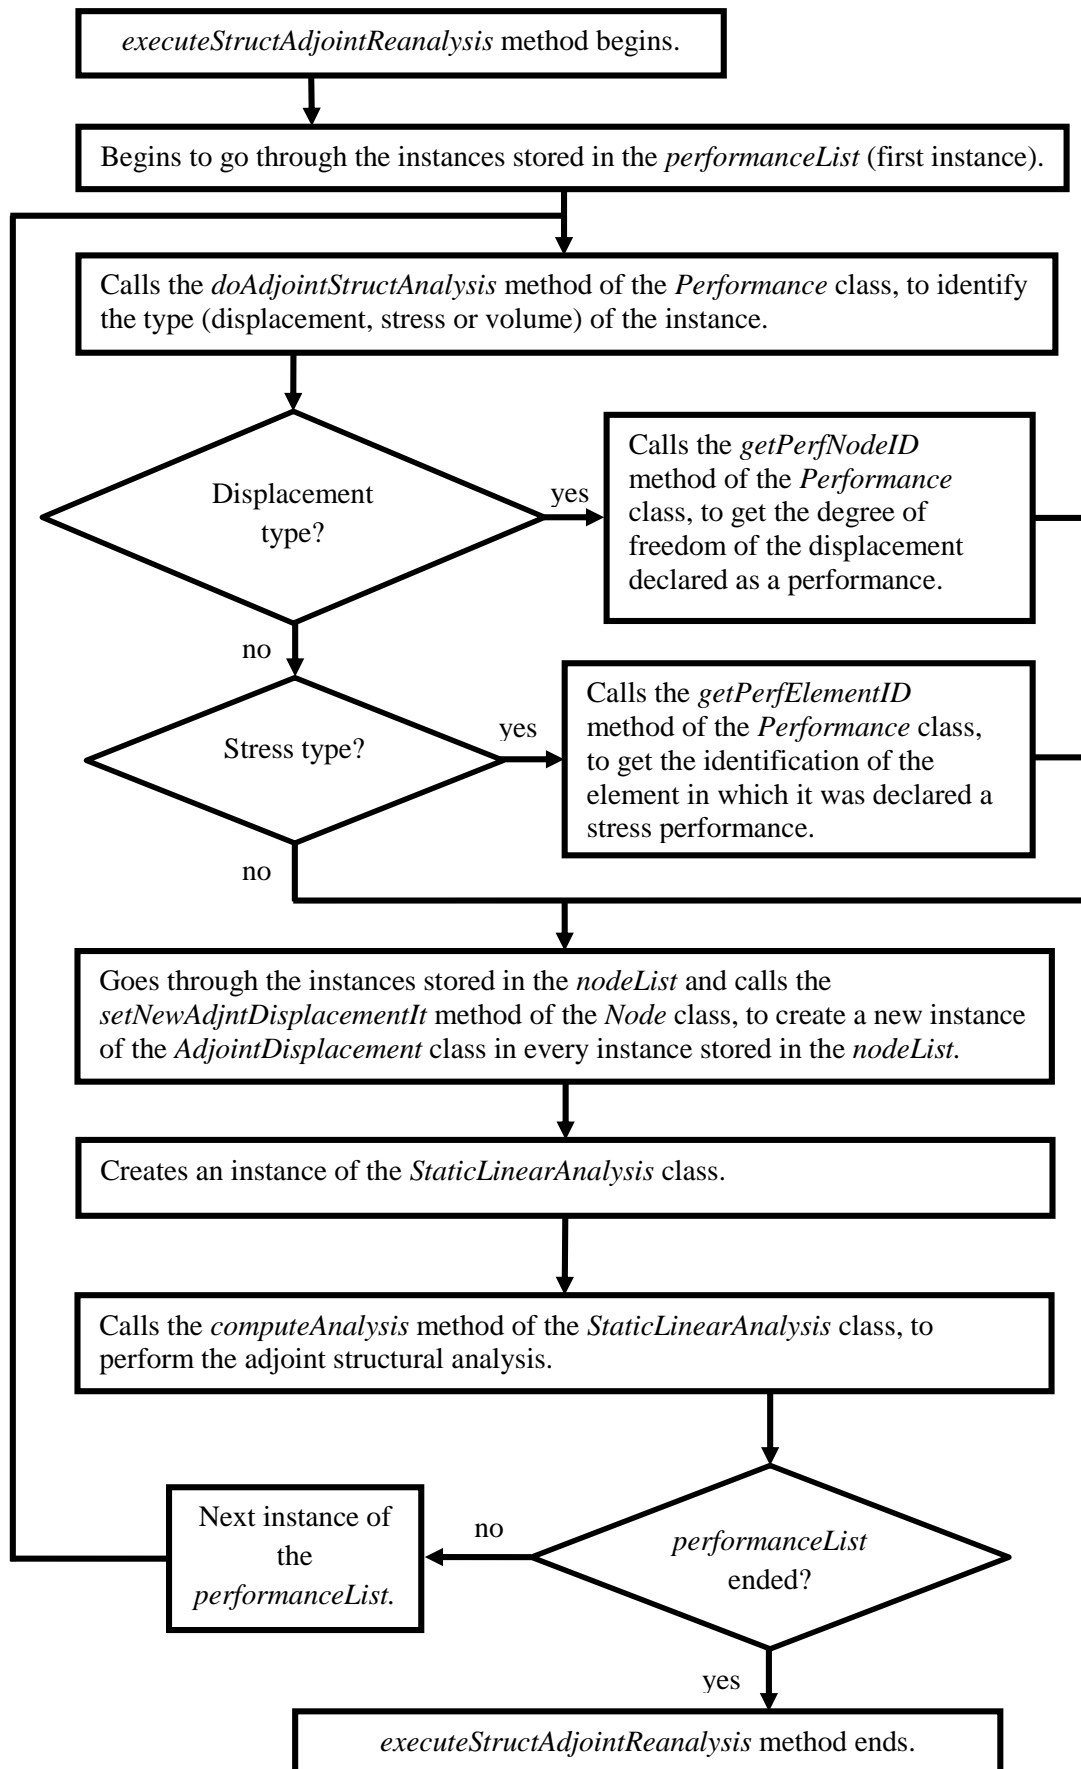 executeStructAdjointReanalysis method begins.
Begins to go through the instances stored in the performanceList (first instance).
Calls the doAdjointStructAnalysis method of the Performance class, to identify
the type (displacement, stress or volume) of the instance.
Displacement
type?
yes
Calls the getPerfNodeID
method of the Performance
class, to get the degree of
freedom of the displacement
declared as a performance.
no
Stress type?
yes
Calls the getPerfElementID
method of the Performance class,
to get the identification of the
element in which it was declared a
stress performance.
no
Goes through the instances stored in the nodeList and calls the
setNewAdjntDisplacementIt method of the Node class, to create a new instance
of the AdjointDisplacement class in every instance stored in the nodeList.
Creates an instance of the StaticLinearAnalysis class.
Calls the computeAnalysis method of the StaticLinearAnalysis class, to
perform the adjoint structural analysis.
performanceList
ended?
no
Next instance of
the
performanceList.
yes
executeStructAdjointReanalysis method ends.